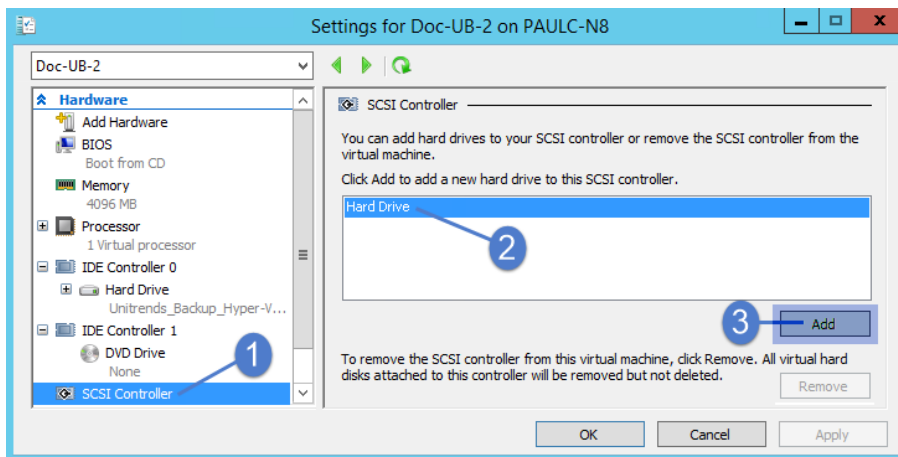 Settings for Doc-UB-2 on PAULC-N8
Doc-UB-2
Hardware
Add Hardware
BIOS
Boot from CD
Memory
4096 MB
Processor
1 Virtual processor
IDE Controller 0
Hard Drive
Unitrends_Backup_Hyper-V...
IDE Controller 1
DVD Drive
None
SCSI Controller
1
SCSI Controller
You can add hard drives to your SCSI controller or remove the SCSI controller from the
virtual machine.
Click Add to add a new hard drive to this SCSI controller.
Hard Drive
2
3
Add
To remove the SCSI controller from this virtual machine, click Remove. All virtual hard
disks attached to this controller will be removed but not deleted.
Remove
OK
Cancel
Apply